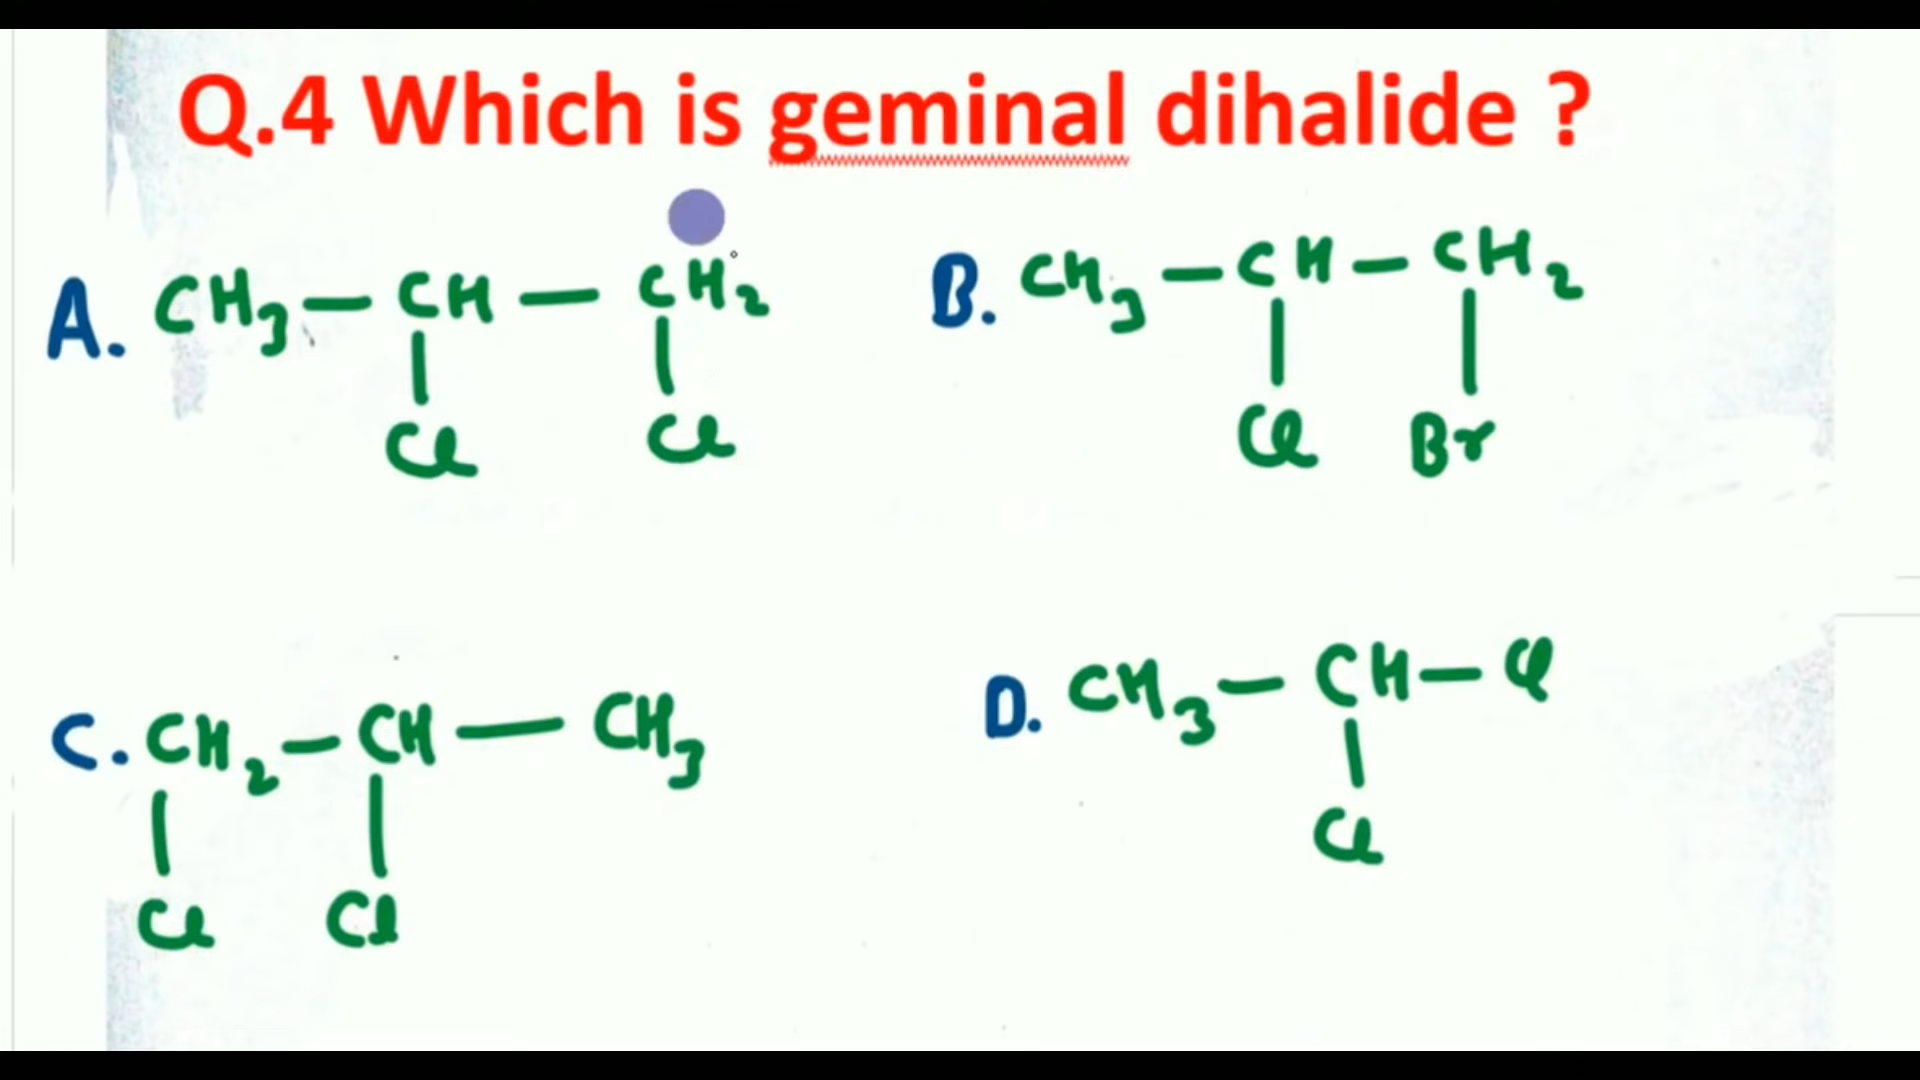 Q.4 Which is geminal dihalide ?
A. CH3 — CH — CH2
Cl Cl
B. CH3 — CH — CH2
Cl Br
C. CH2 — CH — CH3
Cl Cl
D. CH3 — CH — Cl
Cl